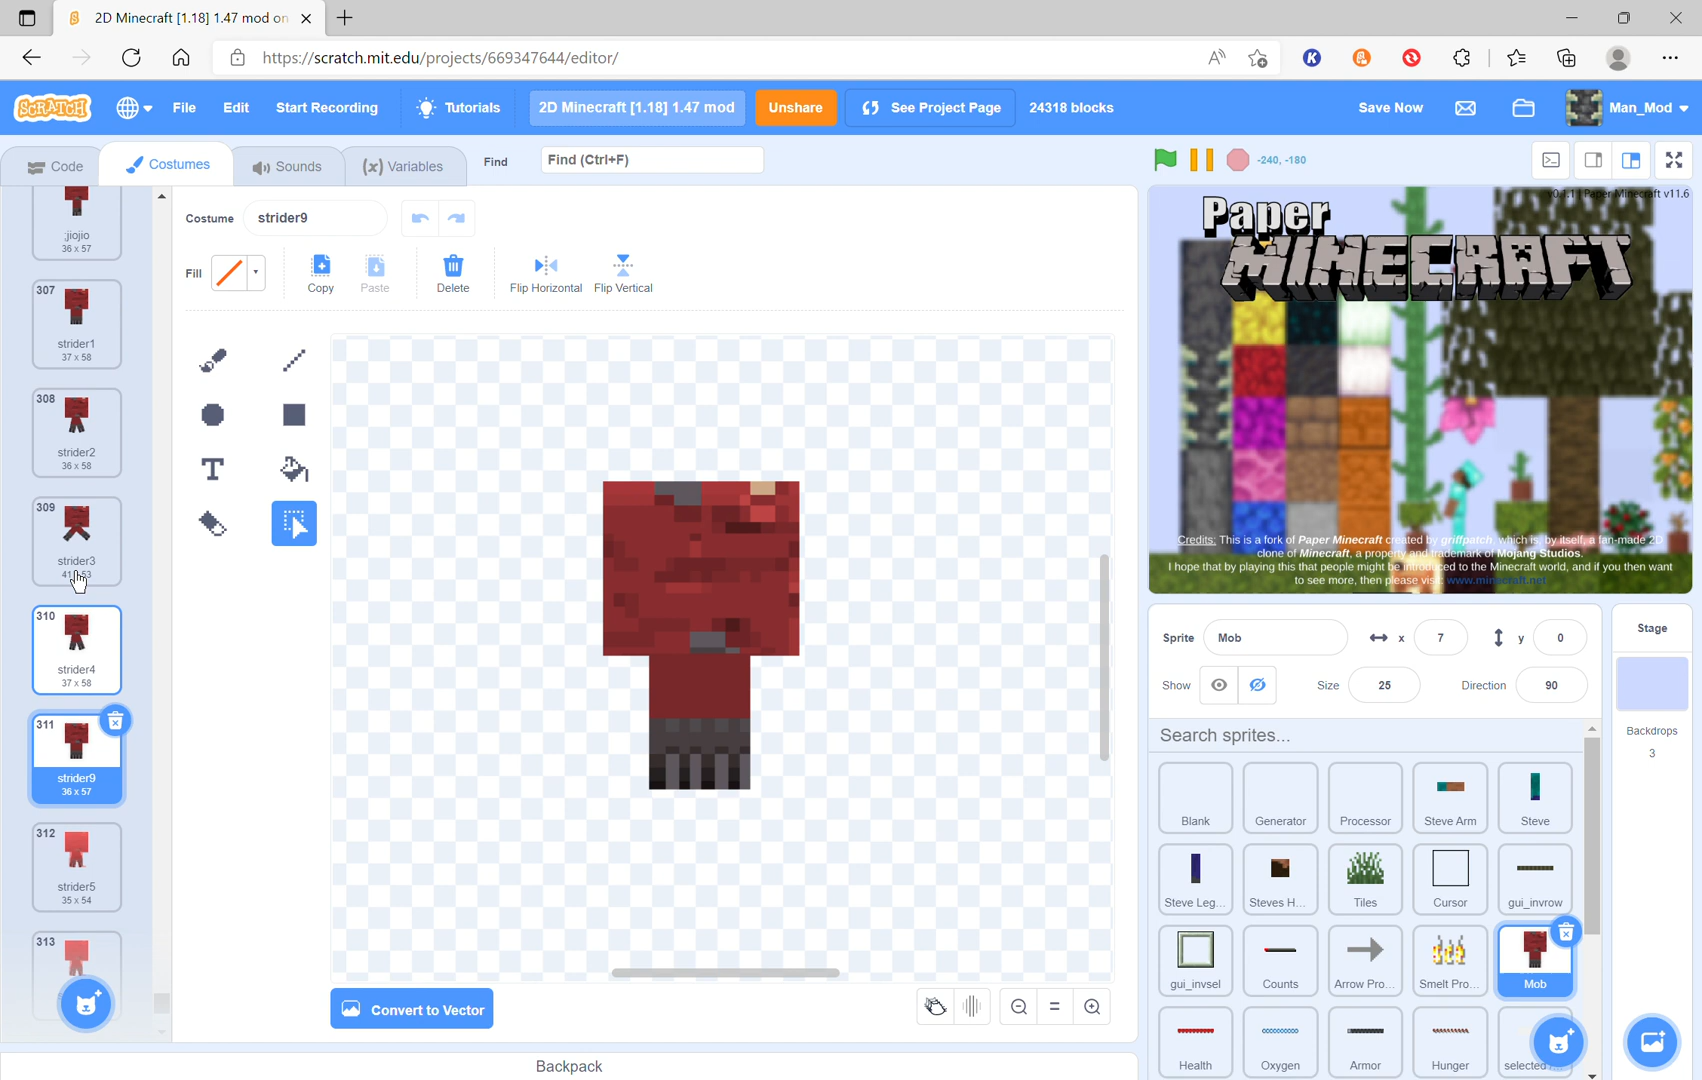 2D Minecraft [1.18] 1.47 mod on
https://scratch.mit.edu/projects/669347644/editor/
SCRATCH
File
Edit
Start Recording
Tutorials
2D Minecraft [1.18] 1.47 mod
Unshare
See Project Page
24318 blocks
Save Now
Man_Mod
Code
Costumes
Sounds
(x) Variables
Find
Find (Ctrl+F)
-240, -180
;jiojio
36 x 57
307
strider1
37 x 58
308
strider2
36 x 58
309
strider3
310
strider4
37 x 58
311
strider9
36 x 57
312
strider5
35 x 54
313
Costume
strider9
Fill
Copy
Paste
Delete
Flip Horizontal
Flip Vertical
T
Convert to Vector
Backpack
v0.1.1 | Paper Minecraft v11.6
Paper
MINECRAFT
Credits: This is a fork of Paper Minecraft created by griffpatch, which is, by itself, a fan-made 2D
clone of Minecraft, a property and trademark of Mojang Studios.
I hope that by playing this that people might be introduced to the Minecraft world, and if you then want
to see more, then please visit: www.minecraft.net
Sprite
Mob
x
7
y
0
Show
Size
25
Direction
90
Search sprites...
Blank
Generator
Processor
Steve Arm
Steve
Steve Leg...
Steves H...
Tiles
Cursor
gui_invrow
gui_invsel
Counts
Arrow Pro...
Smelt Pro...
Mob
Health
Oxygen
Armor
Hunger
selected
Stage
Backdrops
3